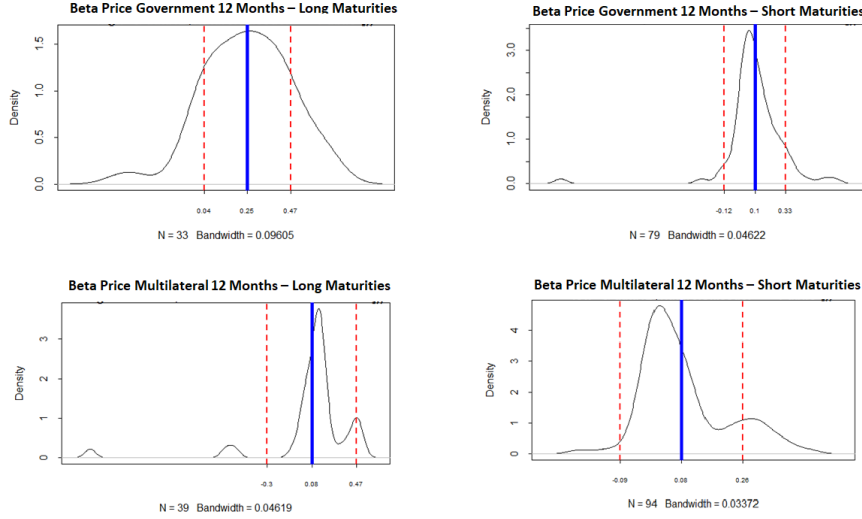 Beta Price Government 12 Months – Long Maturities
Density
0.0
0.5
1.0
1.5
0.04 0.25 0.47
N = 33 Bandwidth = 0.09605
Beta Price Government 12 Months – Short Maturities
Density
0.0
1.0
2.0
3.0
-0.12 0.1 0.33
N = 79 Bandwidth = 0.04622
Beta Price Multilateral 12 Months – Long Maturities
Density
0
1
2
3
-0.3 0.08 0.47
N = 39 Bandwidth = 0.04619
Beta Price Multilateral 12 Months – Short Maturities
Density
0
1
2
3
4
-0.09 0.08 0.26
N = 94 Bandwidth = 0.03372